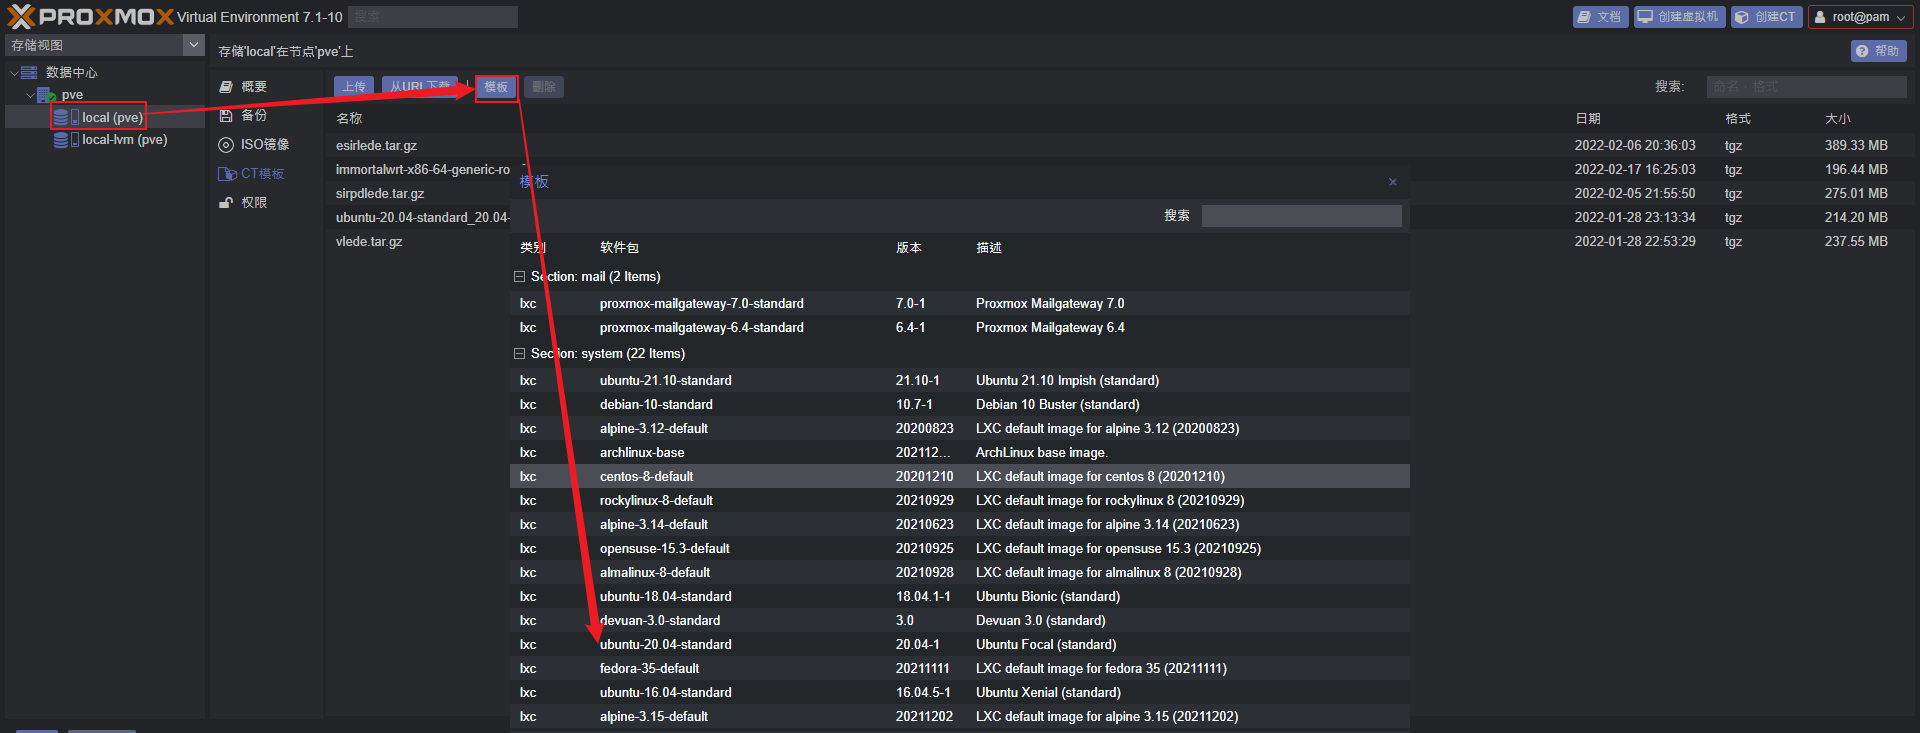 PROXMOX Virtual Environment 7.1-10 搜索 文档 创建虚拟机 创建CT root@pam
存储视图
存储'local'在节点'pve'上 帮助
数据中心
pve
local (pve)
local-lvm (pve)
概要
备份
ISO镜像
CT模板
权限
上传 从URL下载 模板 删除 搜索: 命名,格式
名称 日期 格式 大小
esirlede.tar.gz 2022-02-06 20:36:03 tgz 389.33 MB
immortalwrt-x86-64-generic-ro 2022-02-17 16:25:03 tgz 196.44 MB
sirpdlede.tar.gz 2022-02-05 21:55:50 tgz 275.01 MB
ubuntu-20.04-standard_20.04- 2022-01-28 23:13:34 tgz 214.20 MB
vlede.tar.gz 2022-01-28 22:53:29 tgz 237.55 MB
模板
搜索
类别 软件包 版本 描述
Section: mail (2 Items)
lxc proxmox-mailgateway-7.0-standard 7.0-1 Proxmox Mailgateway 7.0
lxc proxmox-mailgateway-6.4-standard 6.4-1 Proxmox Mailgateway 6.4
Section: system (22 Items)
lxc ubuntu-21.10-standard 21.10-1 Ubuntu 21.10 Impish (standard)
lxc debian-10-standard 10.7-1 Debian 10 Buster (standard)
lxc alpine-3.12-default 20200823 LXC default image for alpine 3.12 (20200823)
lxc archlinux-base 202112... ArchLinux base image.
lxc centos-8-default 20201210 LXC default image for centos 8 (20201210)
lxc rockylinux-8-default 20210929 LXC default image for rockylinux 8 (20210929)
lxc alpine-3.14-default 20210623 LXC default image for alpine 3.14 (20210623)
lxc opensuse-15.3-default 20210925 LXC default image for opensuse 15.3 (20210925)
lxc almalinux-8-default 20210928 LXC default image for almalinux 8 (20210928)
lxc ubuntu-18.04-standard 18.04.1-1 Ubuntu Bionic (standard)
lxc devuan-3.0-standard 3.0 Devuan 3.0 (standard)
lxc ubuntu-20.04-standard 20.04-1 Ubuntu Focal (standard)
lxc fedora-35-default 20211111 LXC default image for fedora 35 (20211111)
lxc ubuntu-16.04-standard 16.04.5-1 Ubuntu Xenial (standard)
lxc alpine-3.15-default 20211202 LXC default image for alpine 3.15 (20211202)